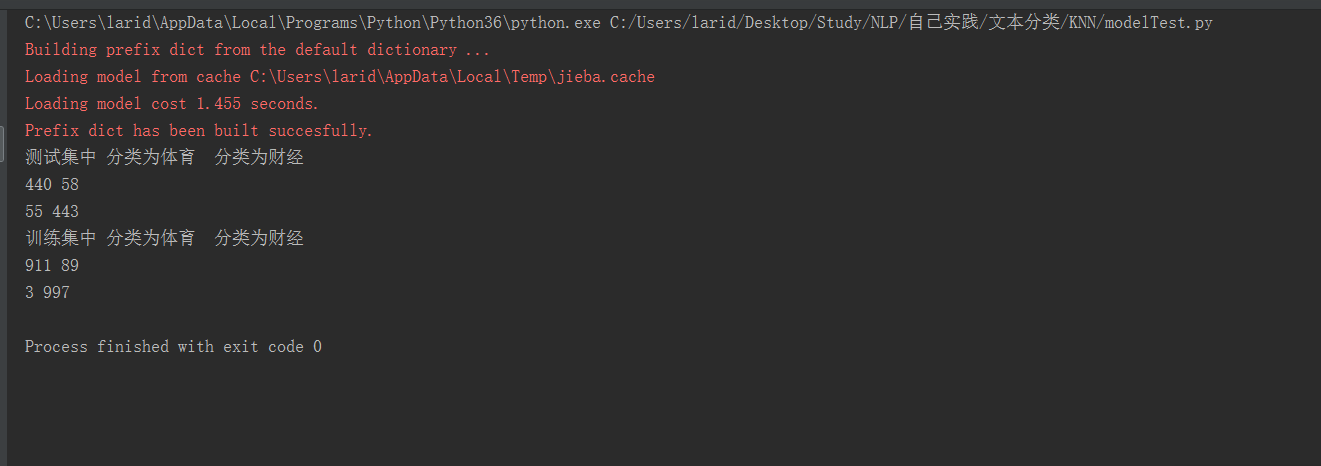 C:\Users\larid\AppData\Local\Programs\Python\Python36\python.exe C:/Users/larid/Desktop/Study/NLP/自己实践/文本分类/KNN/modelTest.py
Building prefix dict from the default dictionary ...
Loading model from cache C:\Users\larid\AppData\Local\Temp\jieba.cache
Loading model cost 1.455 seconds.
Prefix dict has been built succesfully.
测试集中 分类为体育  分类为财经
440 58
55 443
训练集中 分类为体育  分类为财经
911 89
3 997
Process finished with exit code 0